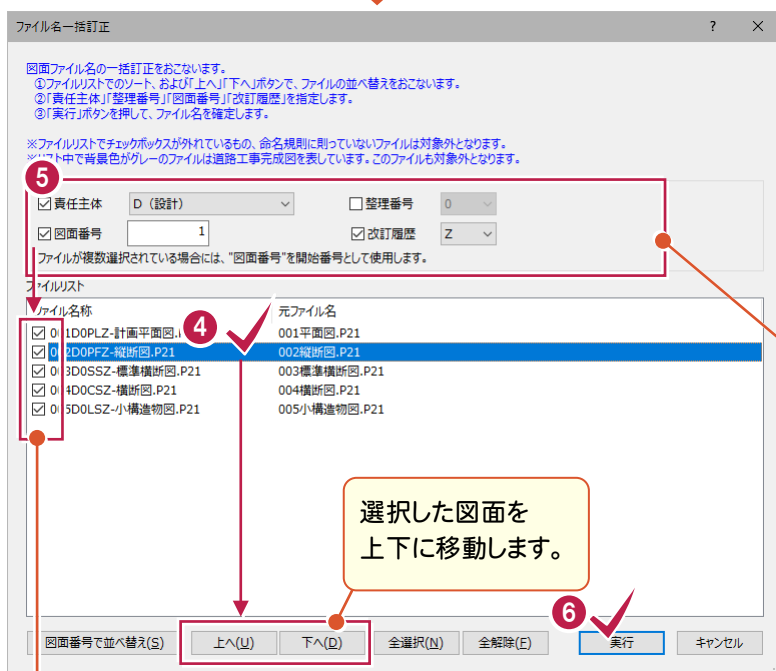 ファイル名一括訂正 ? ×
図面ファイル名の一括訂正をおこないます。
①ファイルリストでのソート、および「上へ」「下へ」ボタンで、ファイルの並べ替えをおこないます。
②「責任主体」「整理番号」「図面番号」「改訂履歴」を指定します。
③「実行」ボタンを押して、ファイル名を確定します。
※ファイルリストでチェックボックスが外れているもの、命名規則に則っていないファイルは対象外となります。
※リスト中で背景色がグレーのファイルは道路工事完成図を表しています。このファイルも対象外となります。
5
責任主体 D（設計） 整理番号 0
図面番号 1 改訂履歴 Z
ファイルが複数選択されている場合には、"図面番号"を開始番号として使用します。
ファイルリスト
ファイル名称 元ファイル名
4
001D0PLZ-計画平面図. 001平面図.P21
002D0PFZ-縦断図.P21 002縦断図.P21
003D0SSZ-標準横断図.P21 003標準横断図.P21
004D0CSZ-横断図.P21 004横断図.P21
005D0LSZ-小構造物図.P21 005小構造物図.P21
選択した図面を
上下に移動します。
6
図面番号で並べ替え(S) 上へ(U) 下へ(D) 全選択(N) 全解除(F) 実行 キャンセル